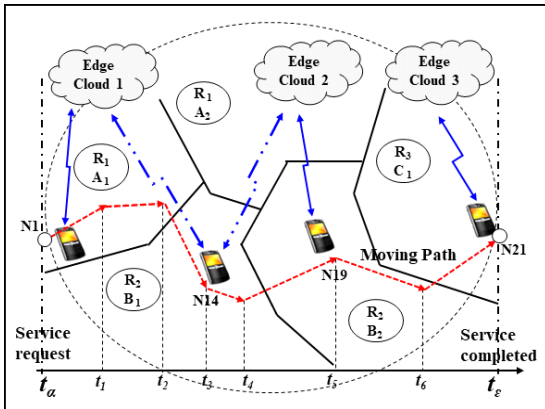 Edge
Cloud 1
Edge
Cloud 2
Edge
Cloud 3
R1
A2
R1
A1
R3
C1
N1
N21
Moving Path
N14
N19
R2
B1
R2
B2
Service
request
Service
completed
tα
t1
t2
t3
t4
t5
t6
tε